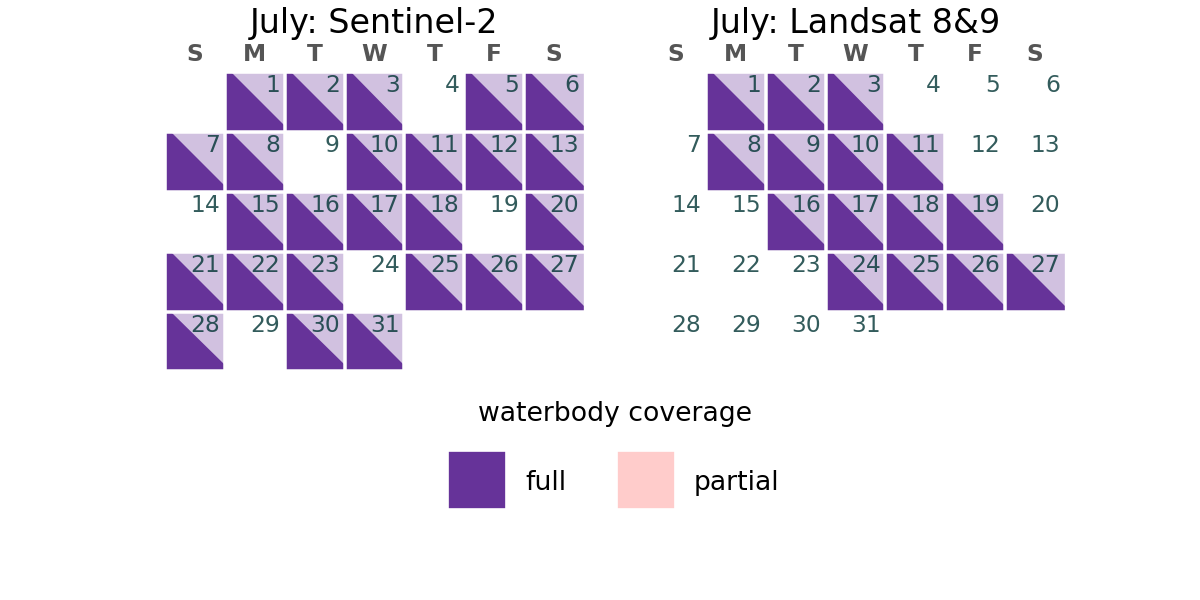 July: Sentinel-2
S M T W T F S
1 2 3 4 5 6
7 8 9 10 11 12 13
14 15 16 17 18 19 20
21 22 23 24 25 26 27
28 29 30 31
July: Landsat 8&9
S M T W T F S
1 2 3 4 5 6
7 8 9 10 11 12 13
14 15 16 17 18 19 20
21 22 23 24 25 26 27
28 29 30 31
waterbody coverage
full partial